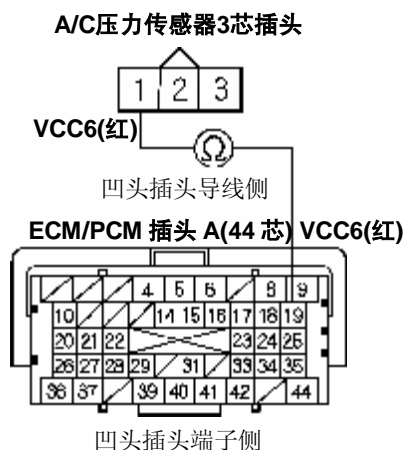 A/C压力传感器3芯插头
1 2 3
VCC6(红)
Ω
凹头插头导线侧
ECM/PCM 插头 A(44 芯) VCC6(红)
4 5 6 8 9
10 14 15 16 17 18 19
20 21 22 23 24 25
26 27 28 29 31 33 34 35
36 37 39 40 41 42 44
凹头插头端子侧